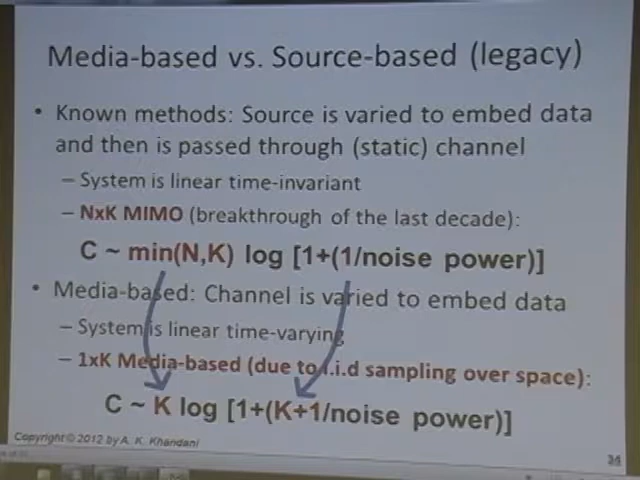 Media-based vs. Source-based (legacy)
• Known methods: Source is varied to embed data
and then is passed through (static) channel
– System is linear time-invariant
– NxK MIMO (breakthrough of the last decade):
C ~ min(N,K) log [1+(1/noise power)]
• Media-based: Channel is varied to embed data
– System is linear time-varying
– 1xK Media-based (due to i.i.d sampling over space):
C ~ K log [1+(K+1/noise power)]
Copyright © 2012 by A. K. Khandani